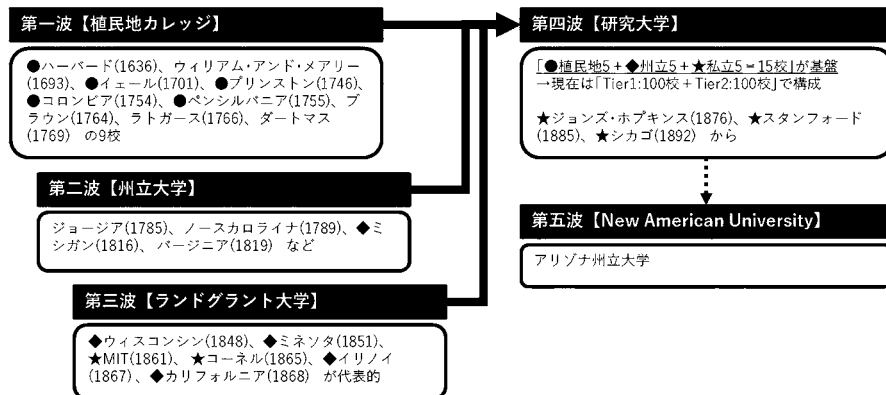 第一波【植民地カレッジ】
●ハーバード(1636)、ウィリアム・アンド・メアリー
(1693)、●イェール(1701)、●プリンストン(1746)、
●コロンビア(1754)、●ペンシルバニア(1755)、ブ
ラウン(1764)、ラトガース(1766)、ダートマス
(1769) の9校
第二波【州立大学】
ジョージア(1785)、ノースカロライナ(1789)、◆ミ
シガン(1816)、バージニア(1819) など
第三波【ランドグラント大学】
◆ウィスコンシン(1848)、◆ミネソタ(1851)、
★MIT(1861)、★コーネル(1865)、◆イリノイ
(1867)、◆カリフォルニア(1868) が代表的
第四波【研究大学】
「●植民地5+◆州立5+★私立5=15校」が基盤
→現在は「Tier1:100校+Tier2:100校」で構成
★ジョンズ・ホプキンス(1876)、★スタンフォード
(1885)、★シカゴ(1892) から
第五波【New American University】
アリゾナ州立大学